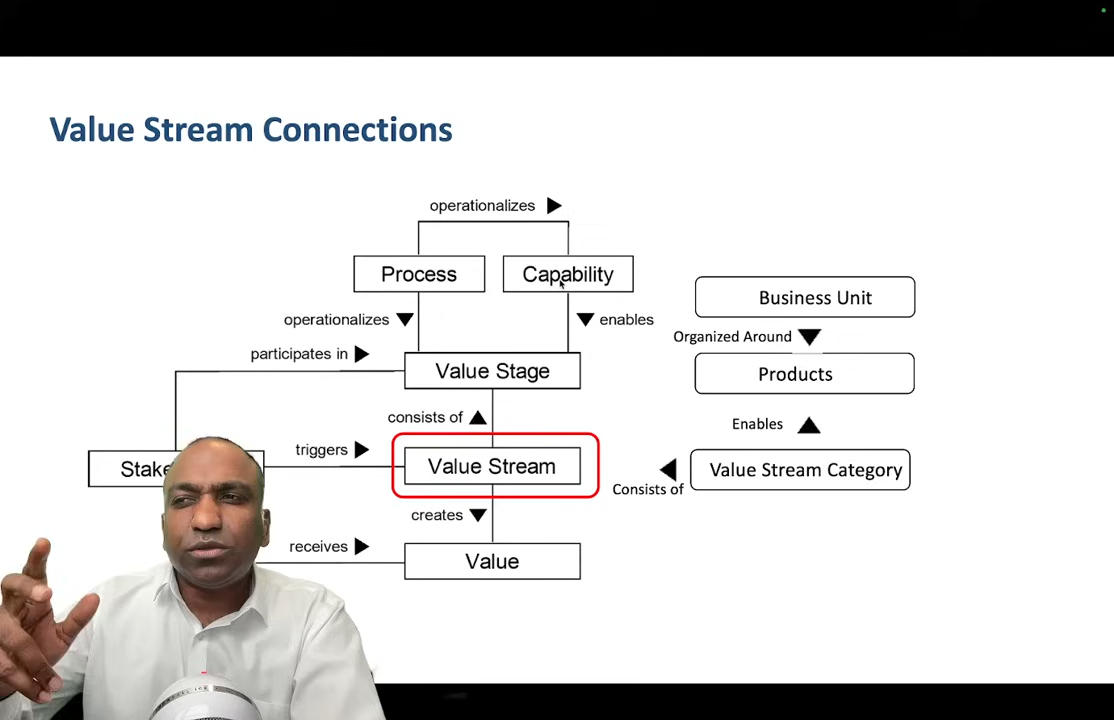 Value Stream Connections
operationalizes
Process
Capability
operationalizes
enables
participates in
Value Stage
consists of
triggers
Value Stream
creates
receives
Value
Business Unit
Organized Around
Products
Enables
Value Stream Category
Consists of